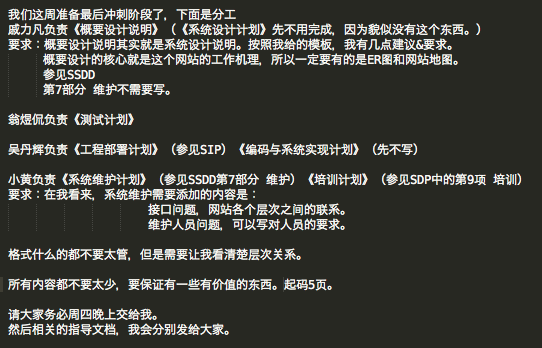 我们这周准备最后冲刺阶段了，下面是分工
戚力凡负责《概要设计说明》（《系统设计计划》先不用完成，因为貌似没有这个东西。）
要求：概要设计说明其实就是系统设计说明。按照我给的模板，我有几点建议&要求。
概要设计的核心就是这个网站的工作机理，所以一定要有的是ER图和网站地图。
参见SSDD
第7部分 维护不需要写。
翁煜侃负责《测试计划》
吴丹辉负责《工程部署计划》（参见SIP）《编码与系统实现计划》（先不写）
小黄负责《系统维护计划》（参见SSDD第7部分 维护）《培训计划》（参见SDP中的第9项 培训）
要求：在我看来，系统维护需要添加的内容是：
接口问题，网站各个层次之间的联系。
维护人员问题，可以写对人员的要求。
格式什么的都不要太管，但是需要让我看清楚层次关系。
所有内容都不要太少，要保证有一些有价值的东西。起码5页。
请大家务必周四晚上交给我。
然后相关的指导文档，我会分别发给大家。